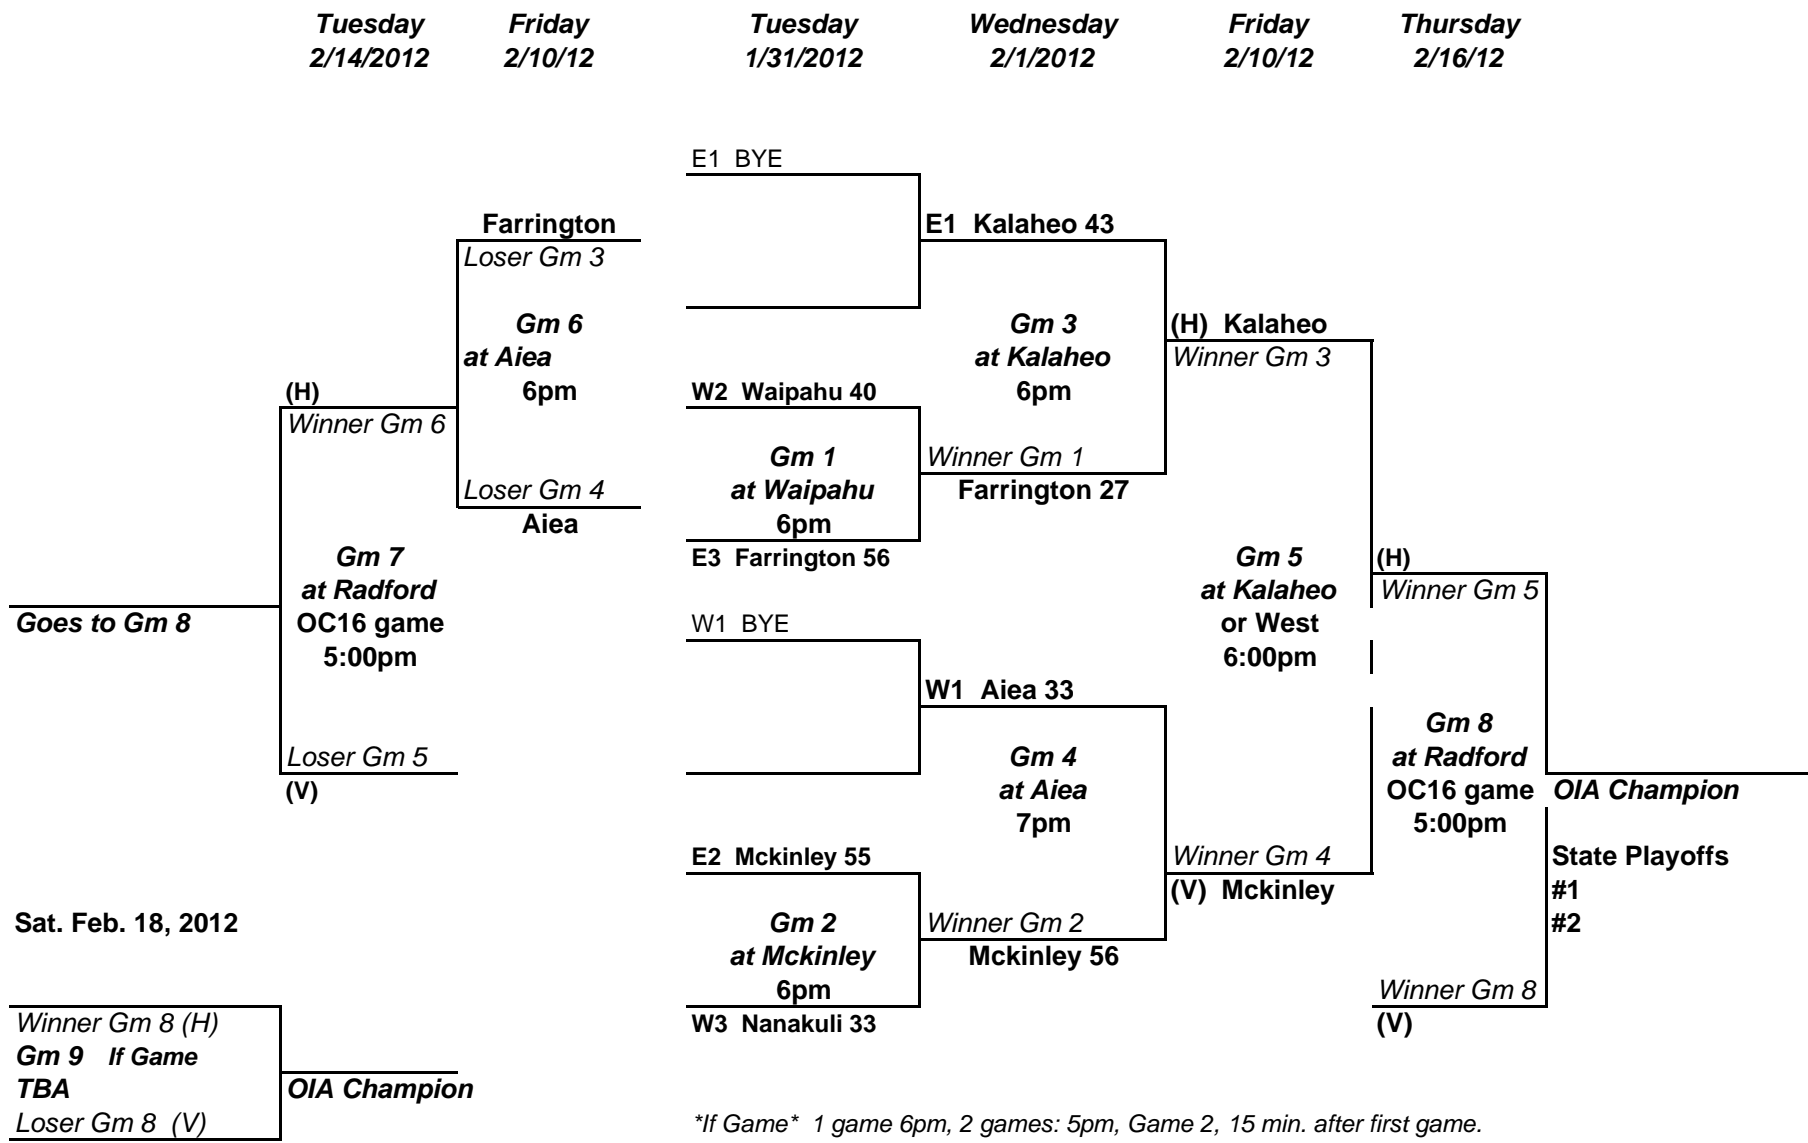 Tuesday Friday Tuesday Wednesday Friday Thursday
2/14/2012 2/10/12 1/31/2012 2/1/2012 2/10/12 2/16/12
E1 BYE
Farrington E1 Kalaheo 43
Loser Gm 3
Gm 6 Gm 3 (H) Kalaheo
at Aiea at Kalaheo Winner Gm 3
(H) 6pm W2 Waipahu 40 6pm
Winner Gm 6
Gm 1 Winner Gm 1
Loser Gm 4 at Waipahu Farrington 27
Aiea 6pm
Gm 7 E3 Farrington 56 Gm 5 (H)
at Radford at Kalaheo Winner Gm 5
Goes to Gm 8 OC16 game W1 BYE or West
5:00pm 6:00pm
W1 Aiea 33
Gm 8
Loser Gm 5 Gm 4 at Radford
(V) at Aiea OC16 game OIA Champion
7pm 5:00pm
E2 Mckinley 55 Winner Gm 4 State Playoffs
(V) Mckinley #1
Sat. Feb. 18, 2012 Gm 2 Winner Gm 2 #2
at Mckinley Mckinley 56
6pm Winner Gm 8
Winner Gm 8 (H) W3 Nanakuli 33 (V)
Gm 9 If Game
TBA OIA Champion
Loser Gm 8 (V) *If Game* 1 game 6pm, 2 games: 5pm, Game 2, 15 min. after first game.